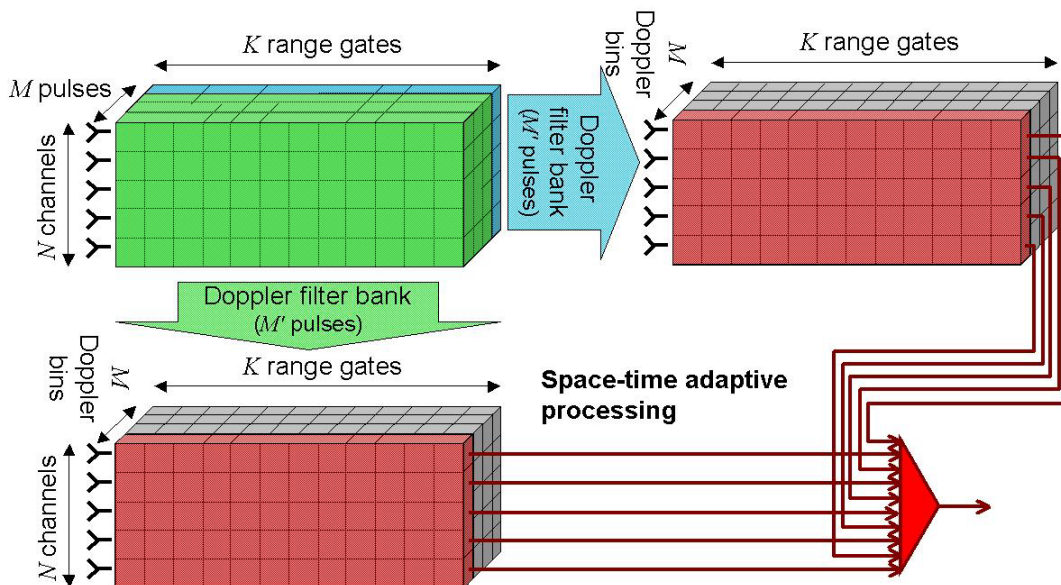 K range gates
M pulses
N channels
Doppler
filter bank
(M' pulses)
M
Doppler
bins
K range gates
Doppler filter bank
(M' pulses)
M
Doppler
bins
K range gates
N channels
Space-time adaptive
processing